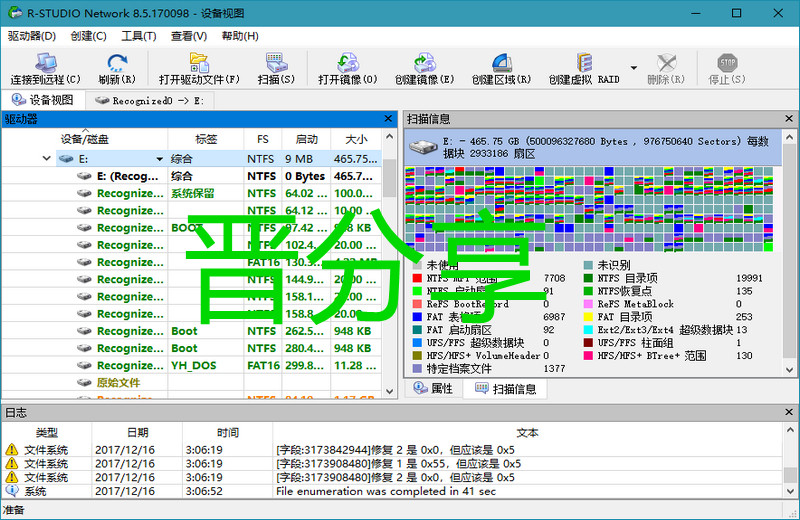 R-STUDIO Network 8.5.170098 - 设备视图
驱动器(D) 创建(C) 工具(T) 查看(V) 帮助(H)
连接到远程(C) 刷新(R) 打开驱动文件(F) 扫描(S) 打开镜像(O) 创建镜像(E) 创建区域(R) 创建虚拟 RAID 删除(R) 停止(S)
STOP
设备视图 Recognized0 -> E:
驱动器
设备/磁盘 标签 FS 启动 大小
E: 综合 NTFS 9 MB 465.75...
E: (Recog... 综合 NTFS 0 Bytes 465.7...
Recognize... 系统保留 NTFS 64.02 ... 100.0...
Recognize... NTFS 64.12 ... 10.00 ...
Recognize... NTFS 97.42 ... KB
Recognize... NTFS 102.4... 20.00 ...
Recognize... FAT16 130.3...
Recognize... NTFS 144.9...
Recognize... NTFS 158.1...
Recognize... NTFS 158.8...
Recognize... Boot NTFS 262.5... 948 KB
Recognize... Boot NTFS 280.4... 948 KB
Recognize... YH_DOS FAT16 299.8... 11.28 ...
原始文件
扫描信息
E: - 465.75 GB (500096327680 Bytes , 976750640 Sectors) 每数
据块 2933186 扇区
未使用 未识别
NTFS MFT 范围 7708 NTFS 目录项 19991
NTFS 启动扇区 91 NTFS恢复点 135
ReFS BootRecord 0 ReFS MetaBlock 0
FAT 表格项 6987 FAT 目录项 253
FAT 启动扇区 92 Ext2/Ext3/Ext4 超级数据块 13
UFS/FFS 超级数据块 0 UFS/FFS 柱面组 1
HFS/HFS+ VolumeHeader 0 HFS/HFS+ BTree+ 范围 130
特定档案文件 1377
属性 扫描信息
晋分享
日志
类型 日期 时间 文本
文件系统 2017/12/16 3:06:19 [字段:3173842944]修复 2 是 0x0，但应该是 0x5
文件系统 2017/12/16 3:06:19 [字段:3173908480]修复 1 是 0x55，但应该是 0x5
文件系统 2017/12/16 3:06:19 [字段:3173908480]修复 2 是 0x0，但应该是 0x5
系统 2017/12/16 3:06:52 File enumeration was completed in 41 sec
准备